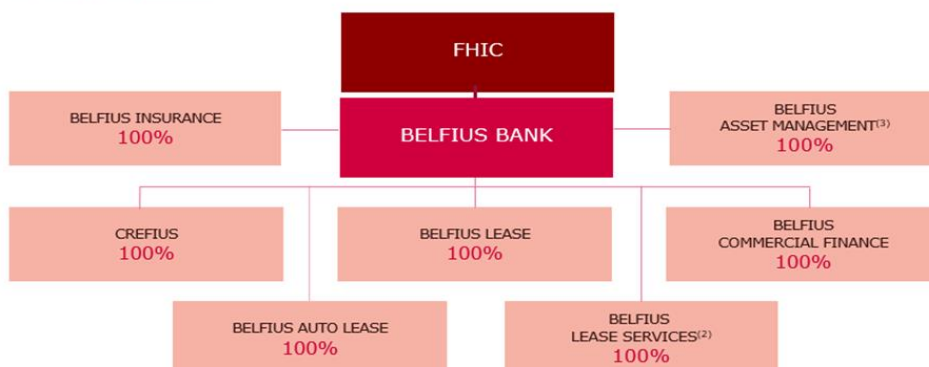 FHIC
BELFIUS INSURANCE
100%
BELFIUS BANK
BELFIUS
ASSET MANAGEMENT(3)
100%
CREFIUS
100%
BELFIUS LEASE
100%
BELFIUS
COMMERCIAL FINANCE
100%
BELFIUS AUTO LEASE
100%
BELFIUS
LEASE SERVICES(2)
100%